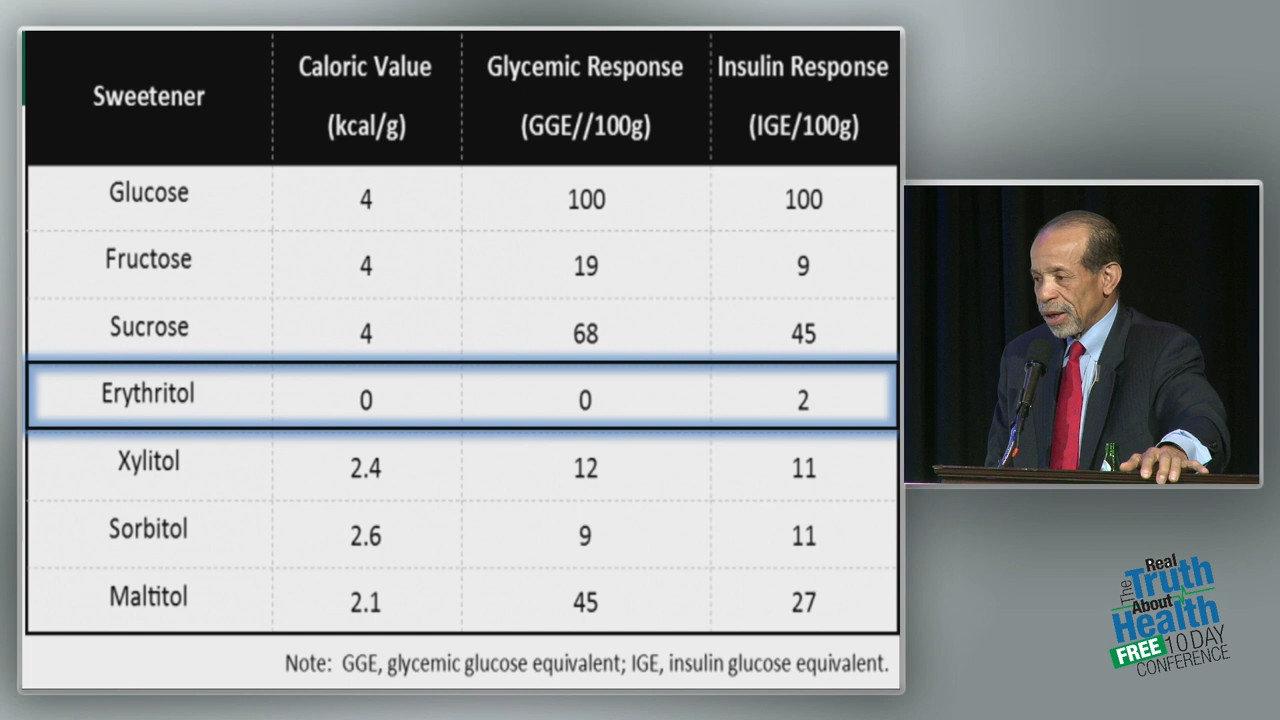 Sweetener Caloric Value (kcal/g) Glycemic Response (GGE//100g) Insulin Response (IGE/100g)
Glucose 4 100 100
Fructose 4 19 9
Sucrose 4 68 45
Erythritol 0 0 2
Xylitol 2.4 12 11
Sorbitol 2.6 9 11
Maltitol 2.1 45 27
Note: GGE, glycemic glucose equivalent; IGE, insulin glucose equivalent.
The Real
Truth
About
Health
FREE 10 DAY
CONFERENCE